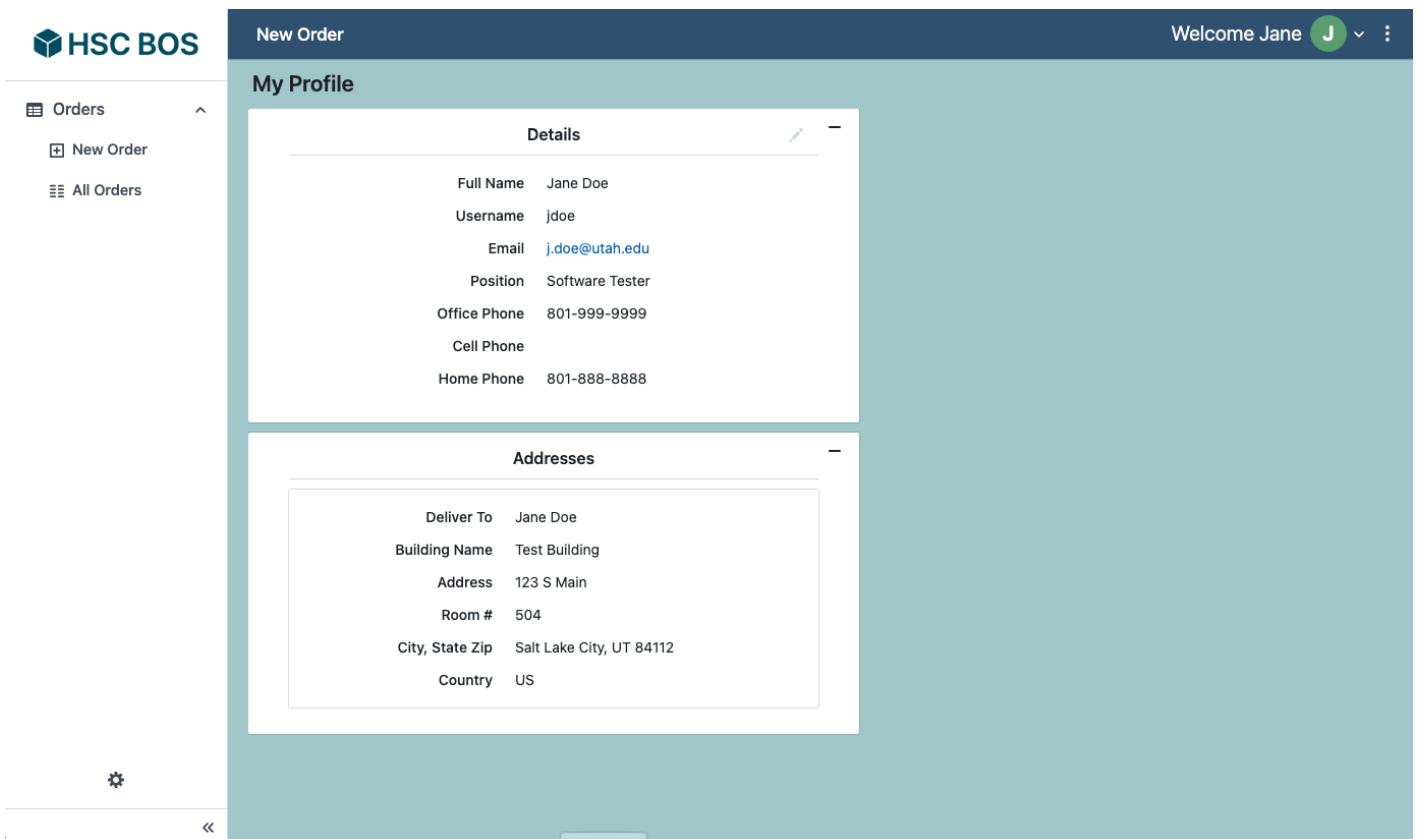 HSC BOS
New Order
Welcome Jane J
Orders
New Order
All Orders
My Profile
Details
Full Name Jane Doe
Username jdoe
Email j.doe@utah.edu
Position Software Tester
Office Phone 801-999-9999
Cell Phone
Home Phone 801-888-8888
Addresses
Deliver To Jane Doe
Building Name Test Building
Address 123 S Main
Room # 504
City, State Zip Salt Lake City, UT 84112
Country US